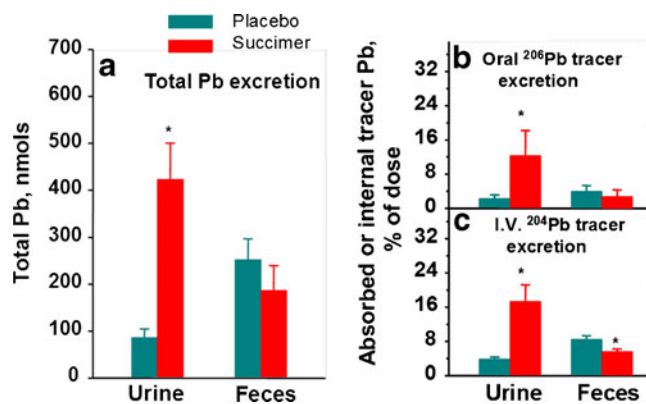 Placebo
Succimer
a
Total Pb excretion
Total Pb, nmols
700
600
500
400
300
200
100
0
Urine
Feces
Absorbed or internal tracer Pb,
% of dose
b
Oral ²⁰⁶Pb tracer
excretion
32
24
16
8
0
*
*
c
I.V. ²⁰⁴Pb tracer
excretion
32
24
16
8
0
*
*
Urine
Feces